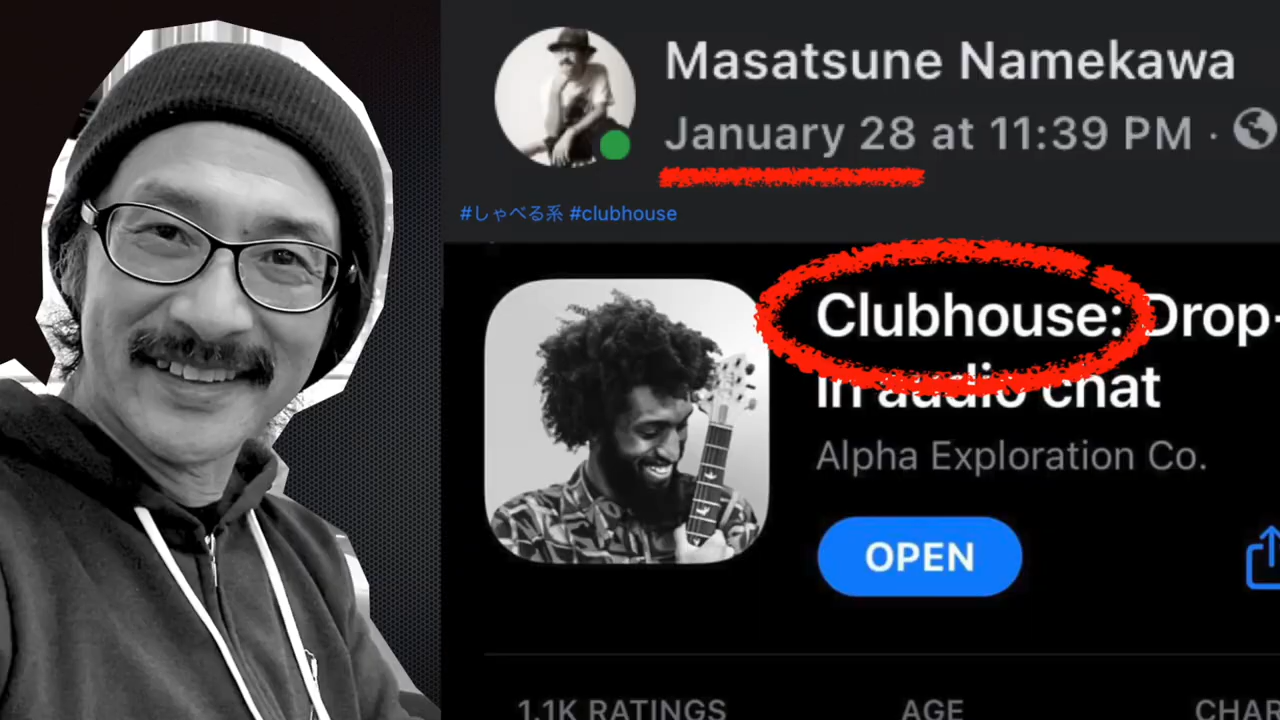 Masatsune Namekawa
January 28 at 11:39 PM ·
#しゃべる系 #clubhouse
Clubhouse: Drop-
in audio chat
Alpha Exploration Co.
OPEN
1.1K RATINGS
AGE
CHAR